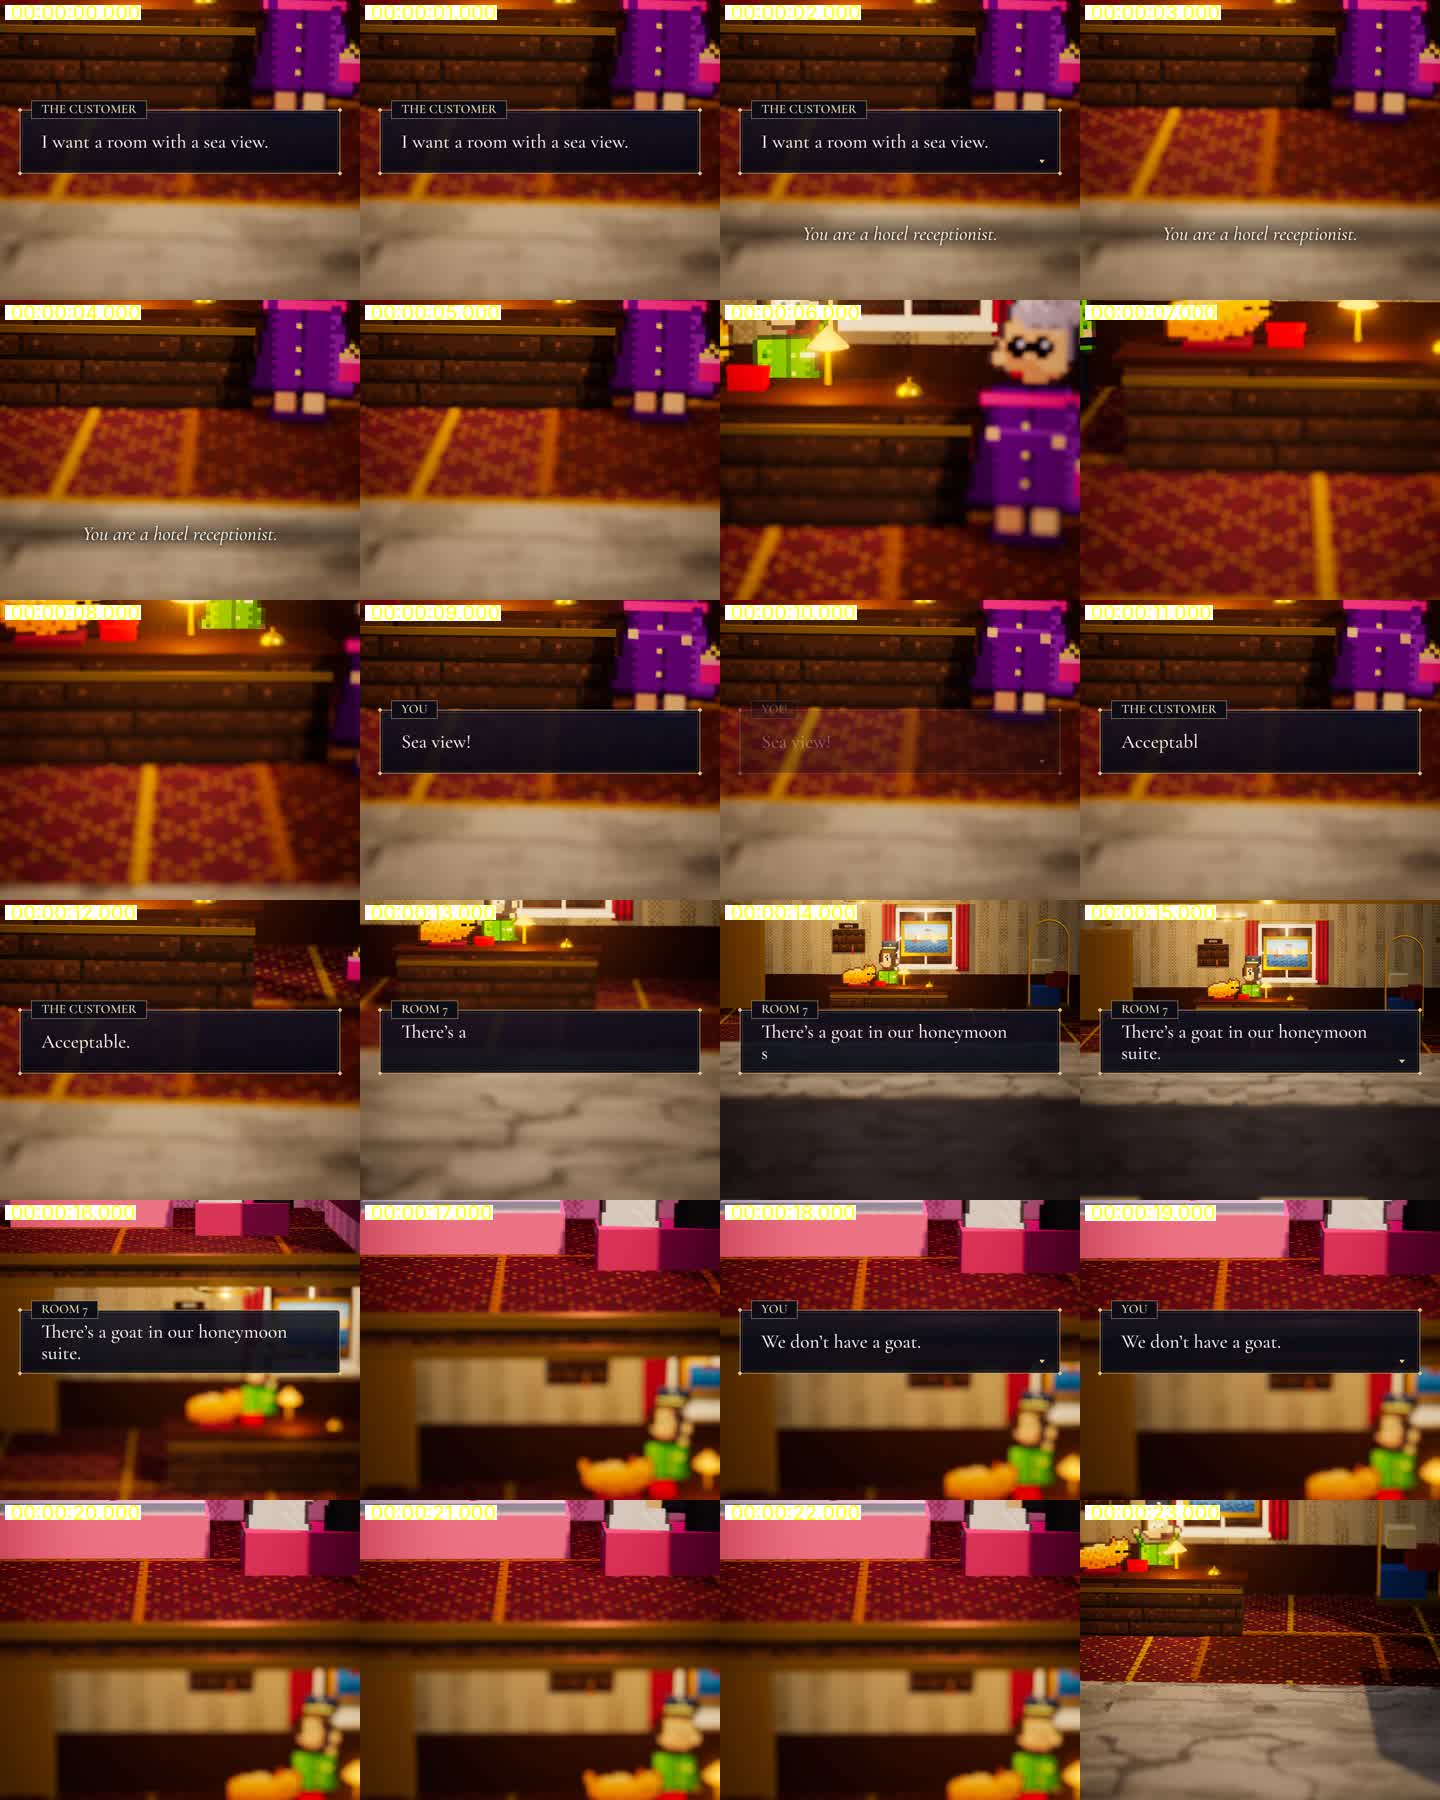 00:00:00.000
00:00:01.000
00:00:02.000
00:00:03.000
THE CUSTOMER
I want a room with a sea view.
THE CUSTOMER
I want a room with a sea view.
THE CUSTOMER
I want a room with a sea view.
You are a hotel receptionist.
You are a hotel receptionist.
00:00:04.000
00:00:05.000
00:00:06.000
00:00:07.000
You are a hotel receptionist.
00:00:08.000
00:00:09.000
00:00:10.000
00:00:11.000
YOU
Sea view!
YOU
Sea view!
THE CUSTOMER
Acceptabl
00:00:12.000
00:00:13.000
00:00:14.000
00:00:15.000
THE CUSTOMER
Acceptable.
ROOM 7
There's a
ROOM 7
There's a goat in our honeymoon
s
ROOM 7
There's a goat in our honeymoon
suite.
00:00:16.000
00:00:17.000
00:00:18.000
00:00:19.000
ROOM 7
There's a goat in our honeymoon
suite.
YOU
We don't have a goat.
YOU
We don't have a goat.
00:00:20.000
00:00:21.000
00:00:22.000
00:00:23.000